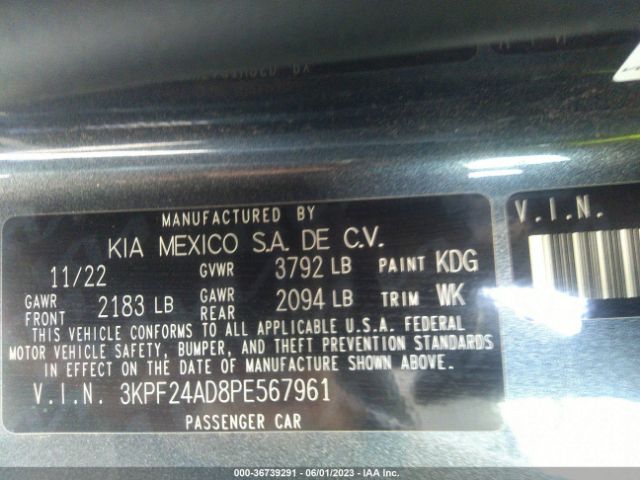 MANUFACTURED BY
KIA MEXICO S.A. DE C.V.
11/22 GVWR 3792 LB PAINT KDG
GAWR FRONT 2183 LB GAWR REAR 2094 LB TRIM WK
THIS VEHICLE CONFORMS TO ALL APPLICABLE U.S.A. FEDERAL
MOTOR VEHICLE SAFETY, BUMPER, AND THEFT PREVENTION STANDARDS
IN EFFECT ON THE DATE OF MANUFACTURE SHOWN ABOVE.
V.I.N. 3KPF24AD8PE567961
PASSENGER CAR
V.I.N.
000-36739291 - 06/01/2023 - IAA Inc.